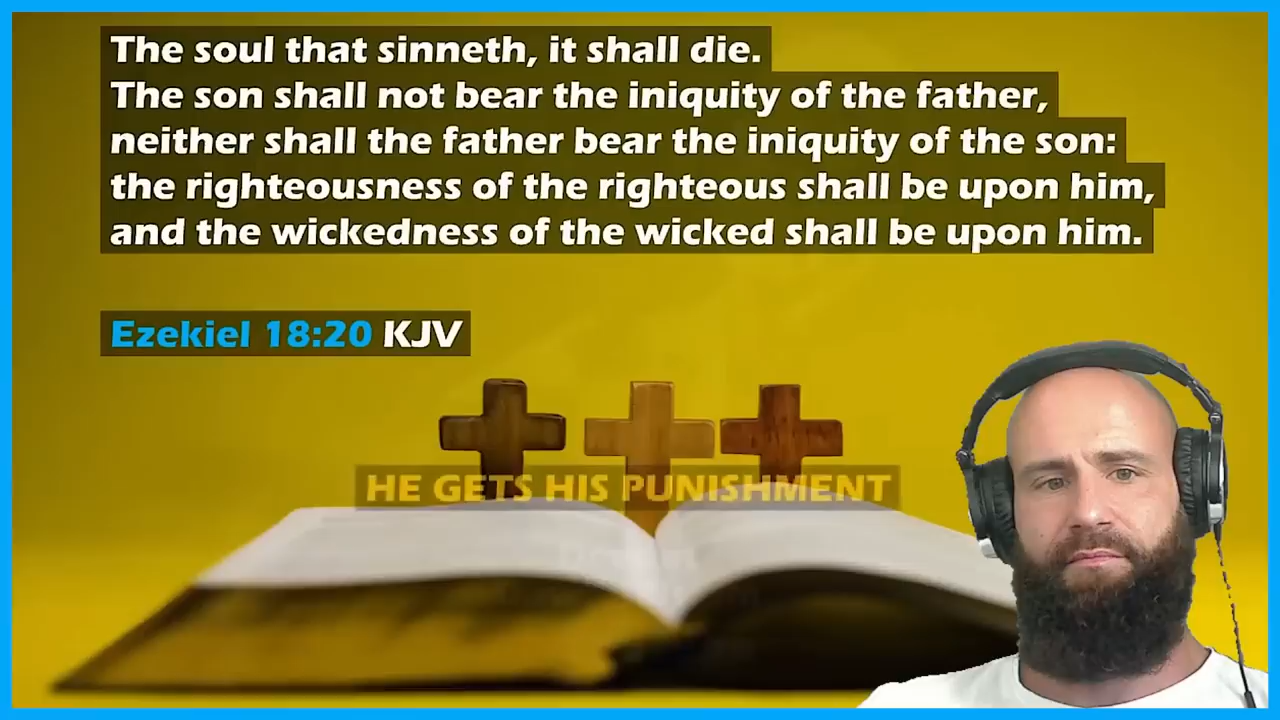 The soul that sinneth, it shall die.
The son shall not bear the iniquity of the father,
neither shall the father bear the iniquity of the son:
the righteousness of the righteous shall be upon him,
and the wickedness of the wicked shall be upon him.
Ezekiel 18:20 KJV
HE GETS HIS PUNISHMENT